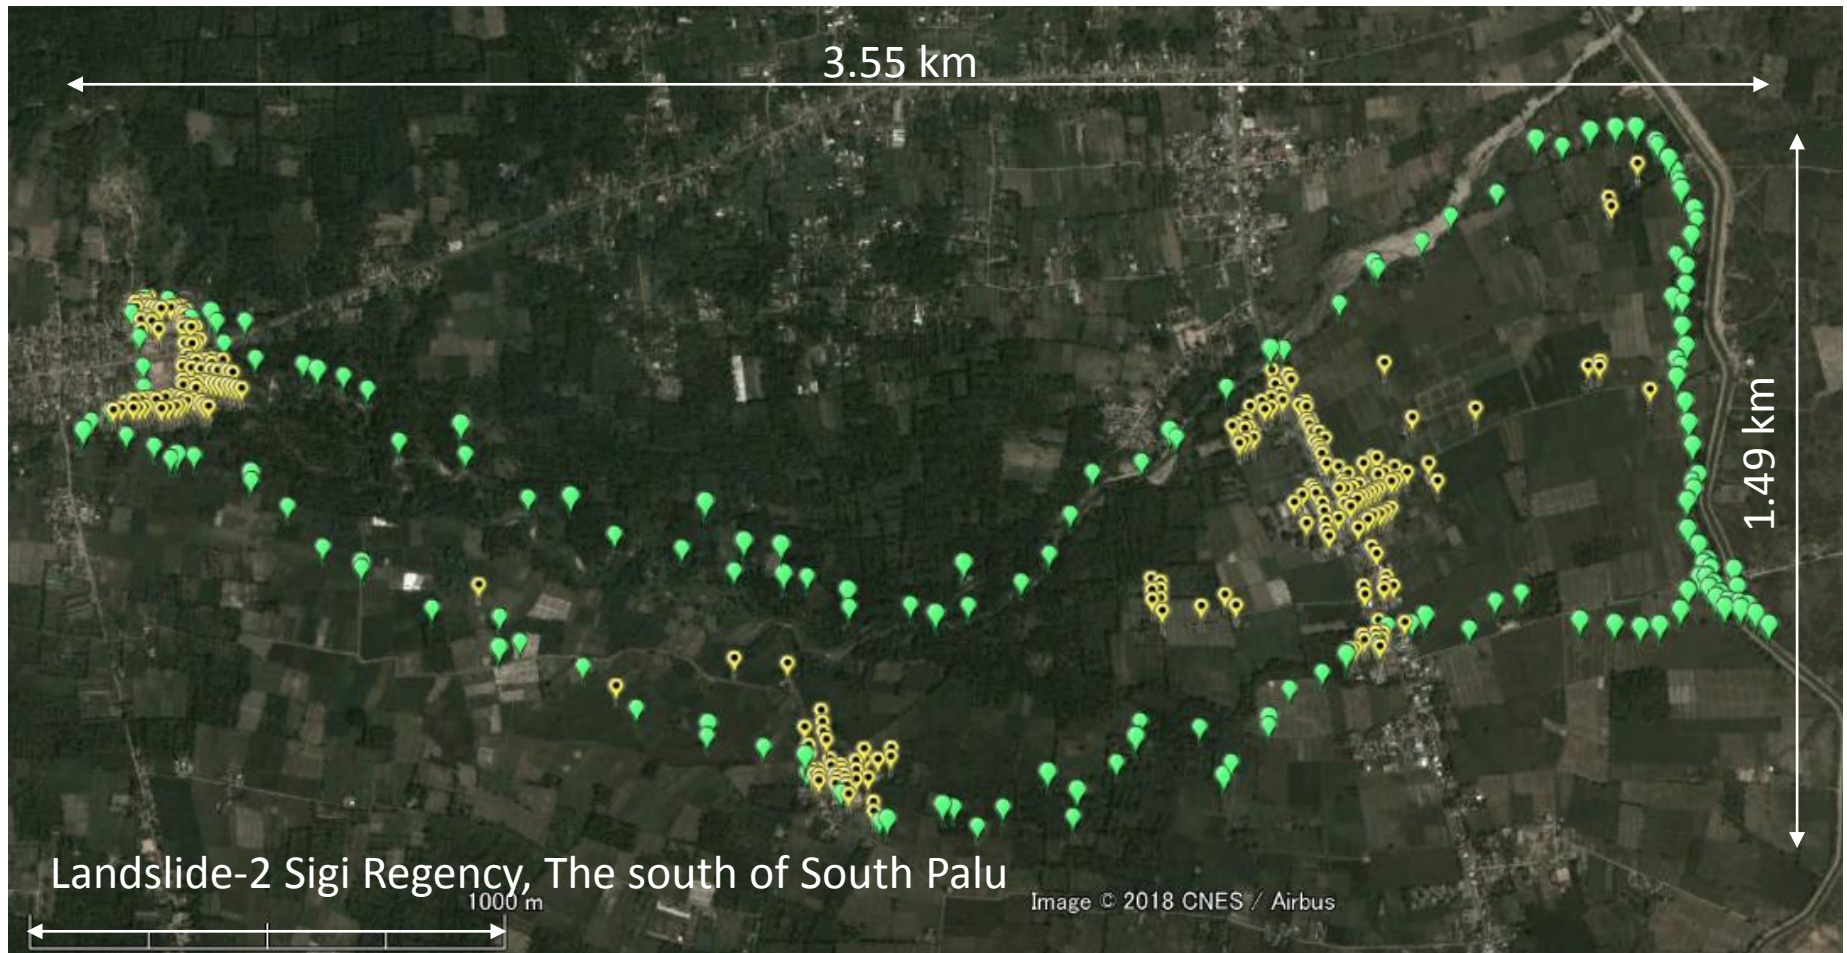 3.55 km
1.49 km
Landslide-2 Sigi Regency, The south of South Palu
1000 m
Image © 2018 CNES / Airbus